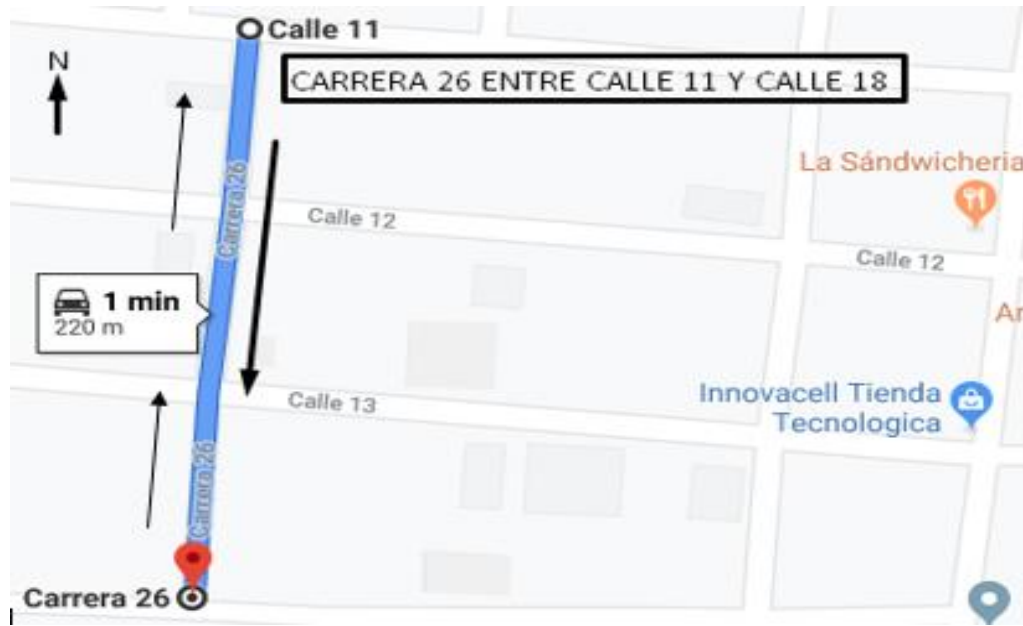 Calle 11
N
CARRERA 26 ENTRE CALLE 11 Y CALLE 18
Carrera 26
La Sándwicheria
Calle 12
Calle 12
1 min
220 m
Ar
Innovacell Tienda
Tecnologica
Calle 13
Carrera 26
Carrera 26